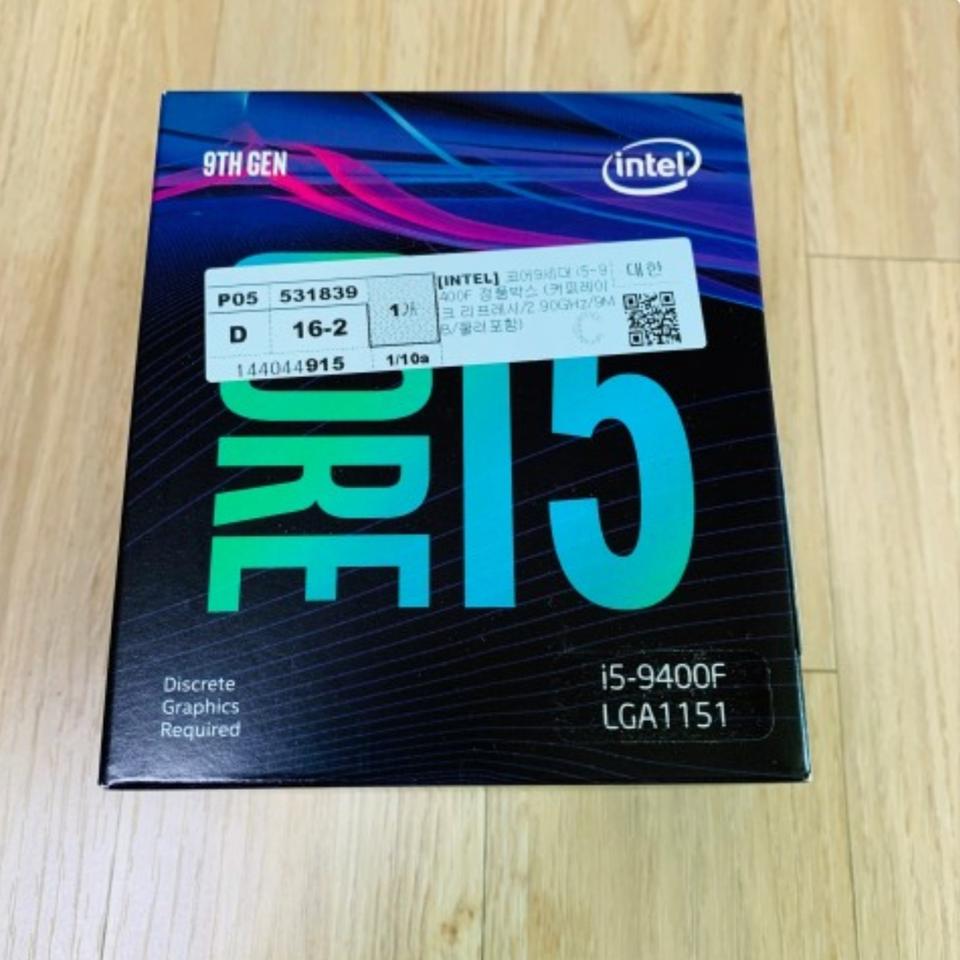 9TH GEN
intel
P05 531839
D 16-2
1개
144044915 1/10a
[INTEL] 코어9세대 i5-9
400F 정품박스 (커피레이
크 리프레시/2.90GHz/9M
B/쿨러포함)
대한
C
CORE i5
Discrete
Graphics
Required
i5-9400F
LGA1151